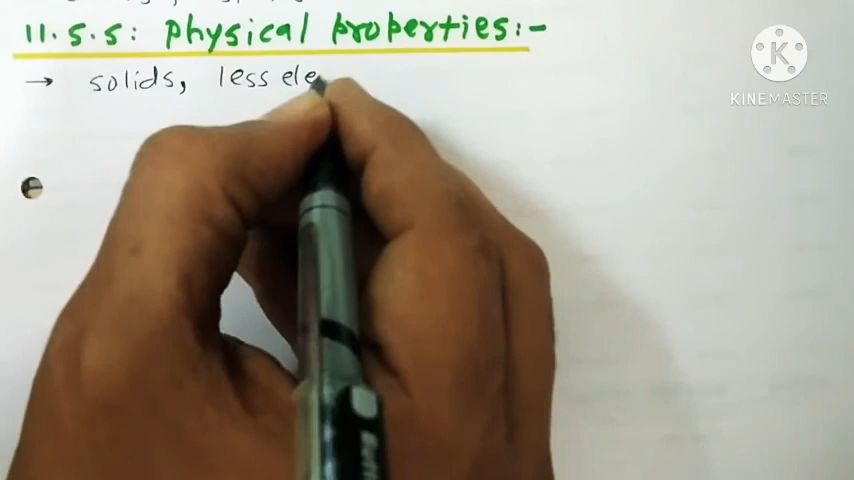 11.5.5: Physical properties:-
→ solids, less ele
K
KINEMASTER